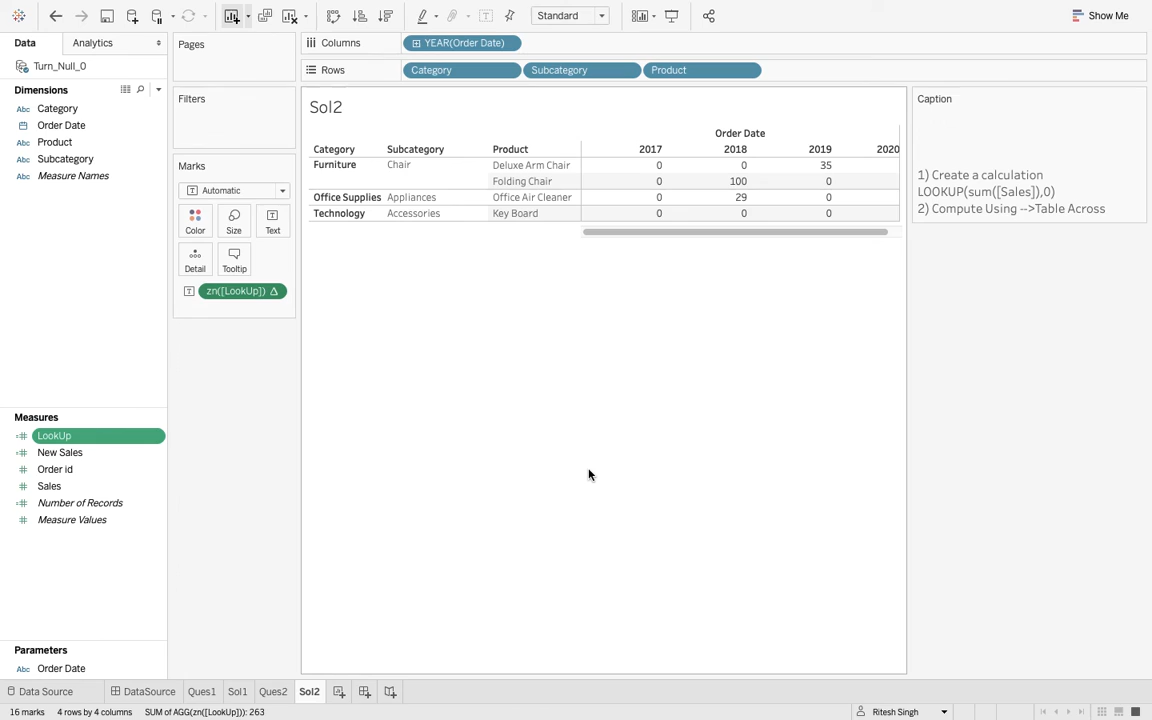 Standard
Show Me
Data
Analytics
Pages
Columns
YEAR(Order Date)
Turn_Null_0
Rows
Category
Subcategory
Product
Dimensions
Abc Category
Order Date
Abc Product
Abc Subcategory
Abc Measure Names
Filters
Marks
Automatic
Color
Size
Text
Detail
Tooltip
zn([LookUp]) Δ
Sol2
Order Date
Category Subcategory Product 2017 2018 2019 2020
Furniture Chair Deluxe Arm Chair 0 0 35
Folding Chair 0 100 0
Office Supplies Appliances Office Air Cleaner 0 29 0
Technology Accessories Key Board 0 0 0
Caption
1) Create a calculation
LOOKUP(sum([Sales]),0)
2) Compute Using -->Table Across
Measures
LookUp
New Sales
Order id
Sales
Number of Records
Measure Values
Parameters
Abc Order Date
Data Source
DataSource
Ques1
Sol1
Ques2
Sol2
16 marks
4 rows by 4 columns
SUM of AGG(zn([LookUp])): 263
Ritesh Singh